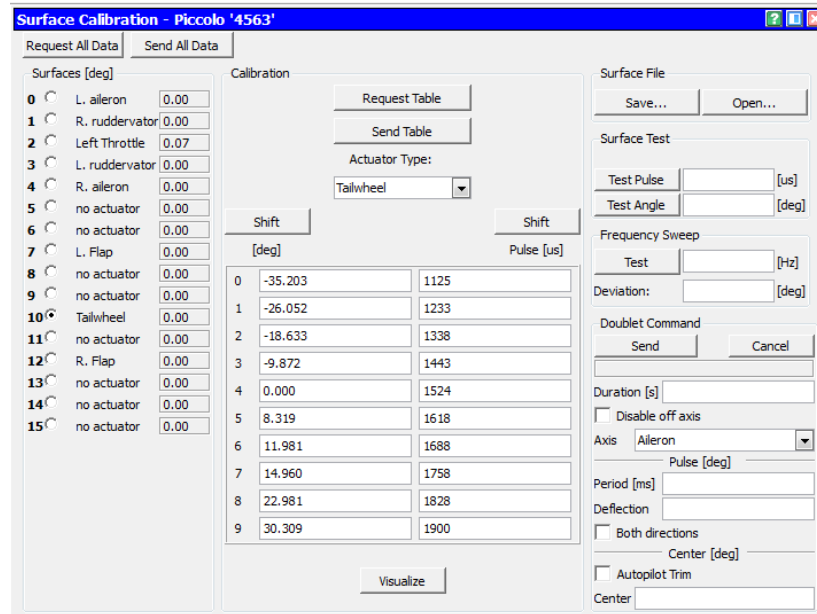 Surface Calibration - Piccolo '4563'
Request All Data Send All Data
Surfaces [deg]
0 L. aileron 0.00
1 R. ruddervator 0.00
2 Left Throttle 0.07
3 L. ruddervator 0.00
4 R. aileron 0.00
5 no actuator 0.00
6 no actuator 0.00
7 L. Flap 0.00
8 no actuator 0.00
9 no actuator 0.00
10 Tailwheel 0.00
11 no actuator 0.00
12 R. Flap 0.00
13 no actuator 0.00
14 no actuator 0.00
15 no actuator 0.00
Calibration
Request Table
Send Table
Actuator Type:
Tailwheel
Shift Shift
[deg] Pulse [us]
0 -35.203 1125
1 -26.052 1233
2 -18.633 1338
3 -9.872 1443
4 0.000 1524
5 8.319 1618
6 11.981 1688
7 14.960 1758
8 22.981 1828
9 30.309 1900
Visualize
Surface File
Save... Open...
Surface Test
Test Pulse [us]
Test Angle [deg]
Frequency Sweep
Test [Hz]
Deviation: [deg]
Doublet Command
Send Cancel
Duration [s]
Disable off axis
Axis Aileron
Pulse [deg]
Period [ms]
Deflection
Both directions
Center [deg]
Autopilot Trim
Center